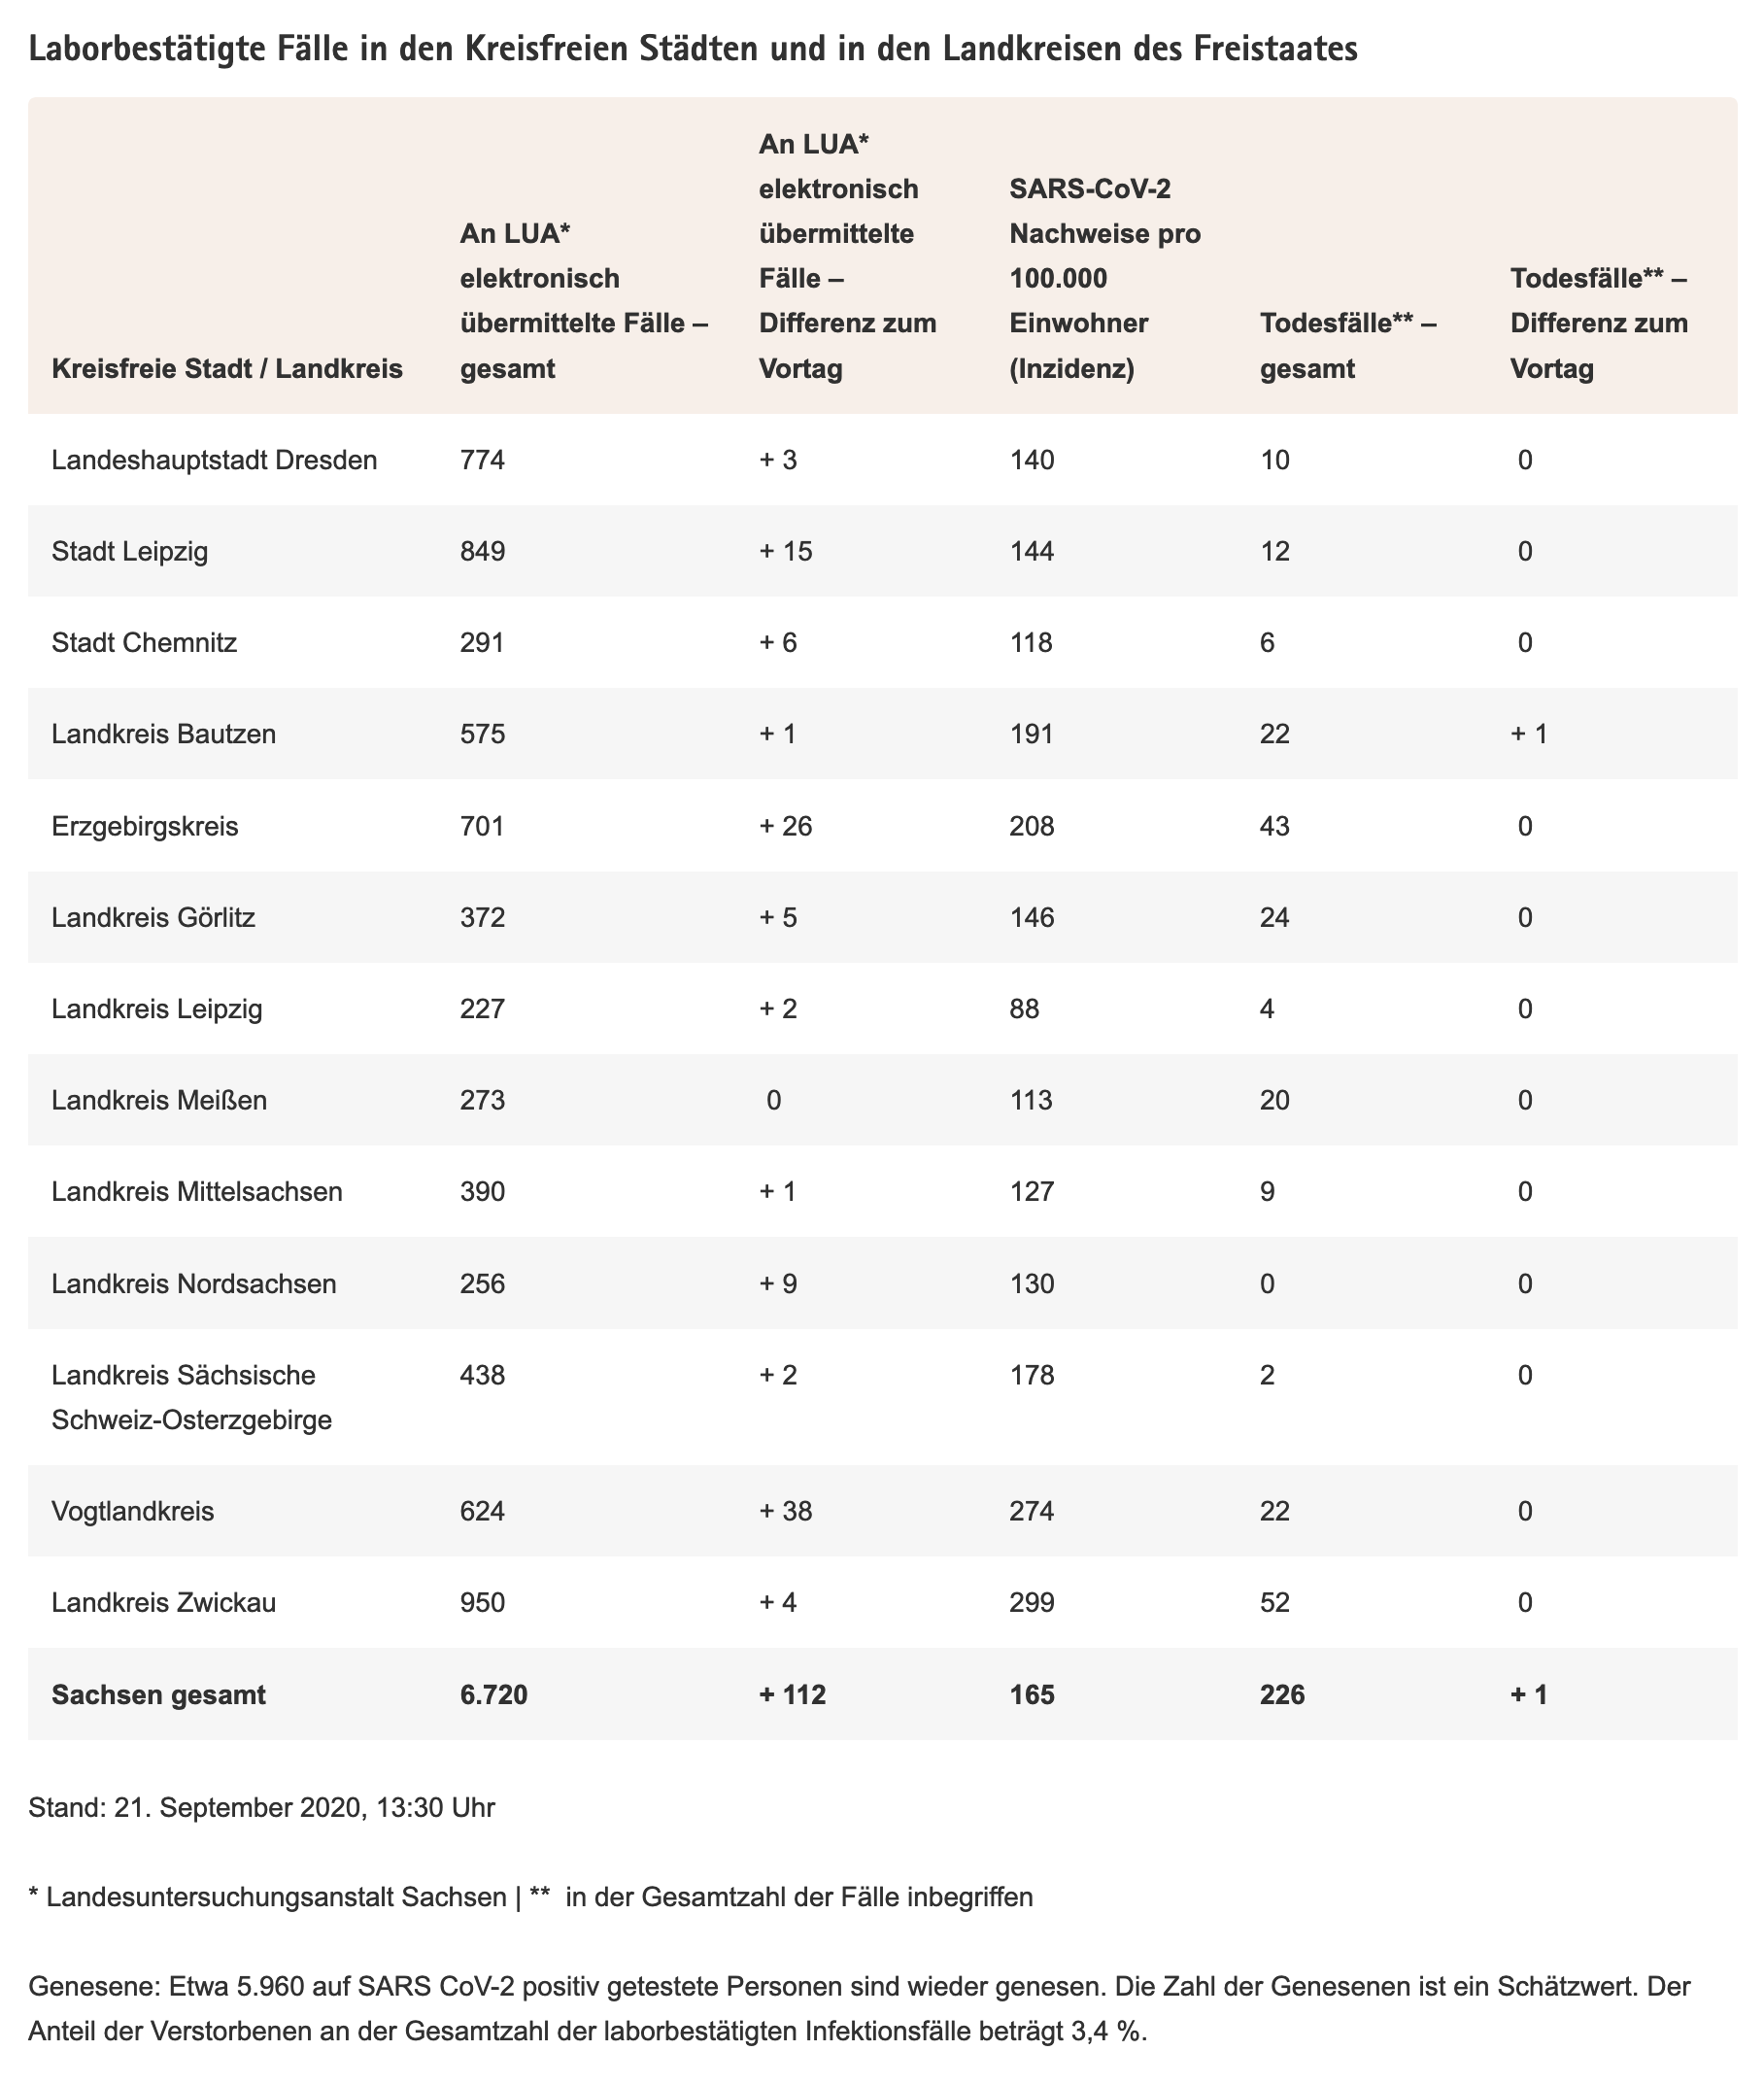 Laborbestätigte Fälle in den Kreisfreien Städten und in den Landkreisen des Freistaates
Kreisfreie Stadt / Landkreis
An LUA*
elektronisch
übermittelte Fälle –
gesamt
An LUA*
elektronisch
übermittelte
Fälle –
Differenz zum
Vortag
SARS-CoV-2
Nachweise pro
100.000
Einwohner
(Inzidenz)
Todesfälle** –
gesamt
Todesfälle** –
Differenz zum
Vortag
Landeshauptstadt Dresden 774 + 3 140 10 0
Stadt Leipzig 849 + 15 144 12 0
Stadt Chemnitz 291 + 6 118 6 0
Landkreis Bautzen 575 + 1 191 22 + 1
Erzgebirgskreis 701 + 26 208 43 0
Landkreis Görlitz 372 + 5 146 24 0
Landkreis Leipzig 227 + 2 88 4 0
Landkreis Meißen 273 0 113 20 0
Landkreis Mittelsachsen 390 + 1 127 9 0
Landkreis Nordsachsen 256 + 9 130 0 0
Landkreis Sächsische 438 + 2 178 2 0
Schweiz-Osterzgebirge
Vogtlandkreis 624 + 38 274 22 0
Landkreis Zwickau 950 + 4 299 52 0
Sachsen gesamt 6.720 + 112 165 226 + 1
Stand: 21. September 2020, 13:30 Uhr
* Landesuntersuchungsanstalt Sachsen | ** in der Gesamtzahl der Fälle inbegriffen
Genesene: Etwa 5.960 auf SARS CoV-2 positiv getestete Personen sind wieder genesen. Die Zahl der Genesenen ist ein Schätzwert. Der
Anteil der Verstorbenen an der Gesamtzahl der laborbestätigten Infektionsfälle beträgt 3,4 %.